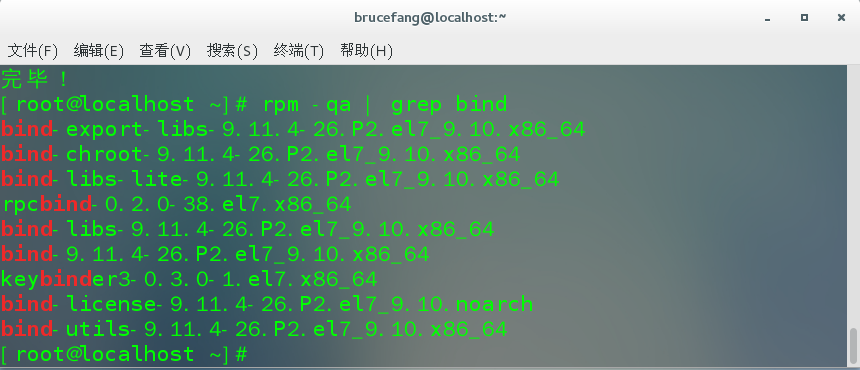 brucefang@localhost:~
文件(F) 编辑(E) 查看(V) 搜索(S) 终端(T) 帮助(H)
完毕！
[root@localhost ~]# rpm -qa | grep bind
bind-export-libs-9.11.4-26.P2.el7_9.10.x86_64
bind-chroot-9.11.4-26.P2.el7_9.10.x86_64
bind-libs-lite-9.11.4-26.P2.el7_9.10.x86_64
rpcbind-0.2.0-38.el7.x86_64
bind-libs-9.11.4-26.P2.el7_9.10.x86_64
bind-9.11.4-26.P2.el7_9.10.x86_64
keybinder3-0.3.0-1.el7.x86_64
bind-license-9.11.4-26.P2.el7_9.10.noarch
bind-utils-9.11.4-26.P2.el7_9.10.x86_64
[root@localhost ~]#